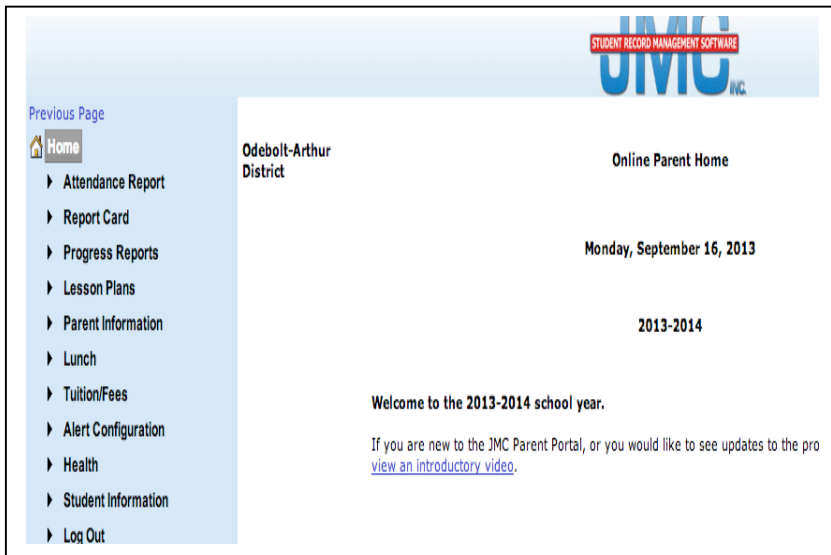 STUDENT RECORD MANAGEMENT SOFTWARE
JMC
INC.
Previous Page
Home
Attendance Report
Report Card
Progress Reports
Lesson Plans
Parent Information
Lunch
Tuition/Fees
Alert Configuration
Health
Student Information
Log Out
Odebolt-Arthur
District
Online Parent Home
Monday, September 16, 2013
2013-2014
Welcome to the 2013-2014 school year.
If you are new to the JMC Parent Portal, or you would like to see updates to the pro
view an introductory video.